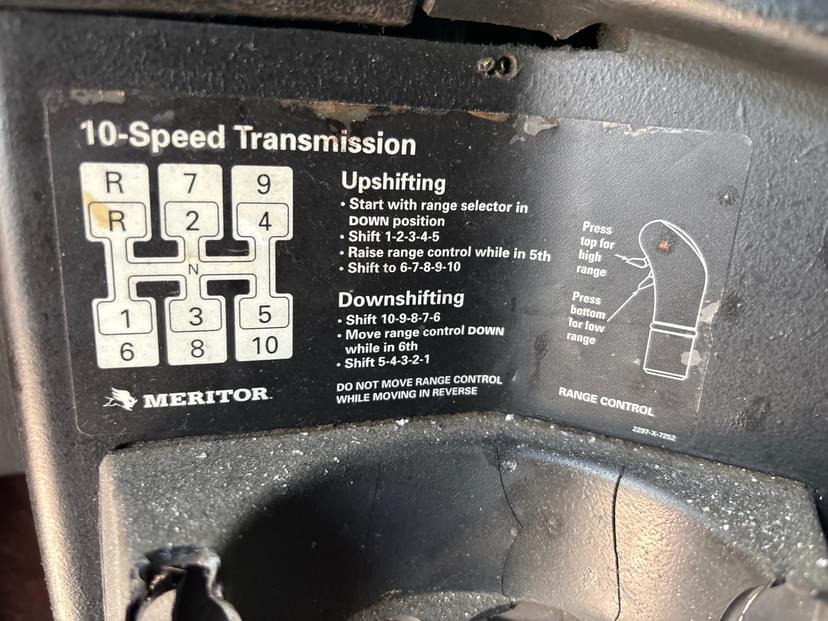 10-Speed Transmission
R 7 9
R 2 4
N
1 3 5
6 8 10
MERITOR
Upshifting
• Start with range selector in
DOWN position
• Shift 1-2-3-4-5
• Raise range control while in 5th
• Shift to 6-7-8-9-10
Downshifting
• Shift 10-9-8-7-6
• Move range control DOWN
while in 6th
• Shift 5-4-3-2-1
DO NOT MOVE RANGE CONTROL
WHILE MOVING IN REVERSE
Press
top for
high
range
Press
bottom
for low
range
RANGE CONTROL
2297-X-7252